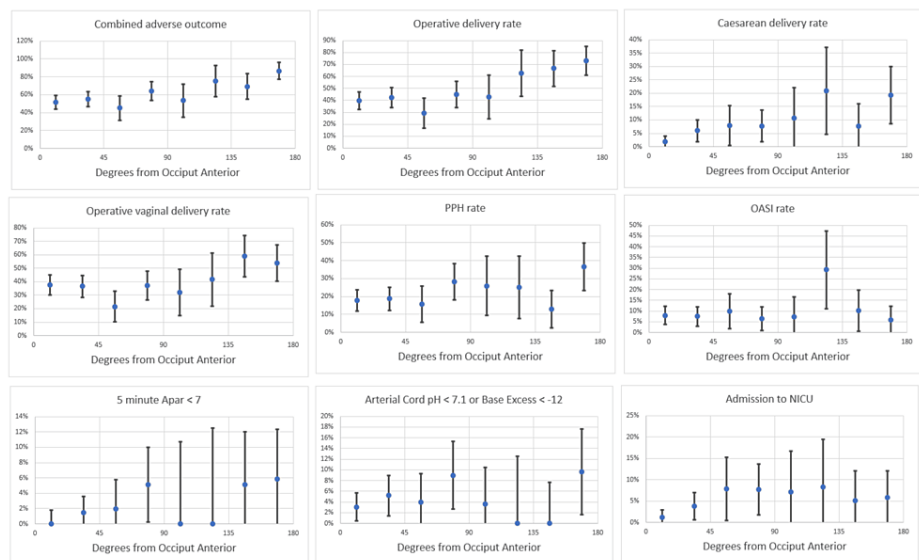 Combined adverse outcome
120%
100%
80%
60%
40%
20%
0%
0 45 90 135 180
Degrees from Occiput Anterior
Operative delivery rate
90%
80%
70%
60%
50%
40%
30%
20%
10%
0%
0 45 90 135 180
Degrees from Occiput Anterior
Caesarean delivery rate
40%
35%
30%
25%
20%
15%
10%
5%
0%
0 45 90 135 180
Degrees from Occiput Anterior
Operative vaginal delivery rate
80%
70%
60%
50%
40%
30%
20%
10%
0%
0 45 90 135 180
Degrees from Occiput Anterior
PPH rate
60%
50%
40%
30%
20%
10%
0%
0 45 90 135 180
Degrees from Occiput Anterior
OASI rate
50%
45%
40%
35%
30%
25%
20%
15%
10%
5%
0%
0 45 90 135 180
Degrees from Occiput Anterior
5 minute Apar < 7
14%
12%
10%
8%
6%
4%
2%
0%
0 45 90 135 180
Degrees from Occiput Anterior
Arterial Cord pH < 7.1 or Base Excess < -12
20%
18%
16%
14%
12%
10%
8%
6%
4%
2%
0%
0 45 90 135 180
Degrees from Occiput Anterior
Admission to NICU
25%
20%
15%
10%
5%
0%
0 45 90 135 180
Degrees from Occiput Anterior